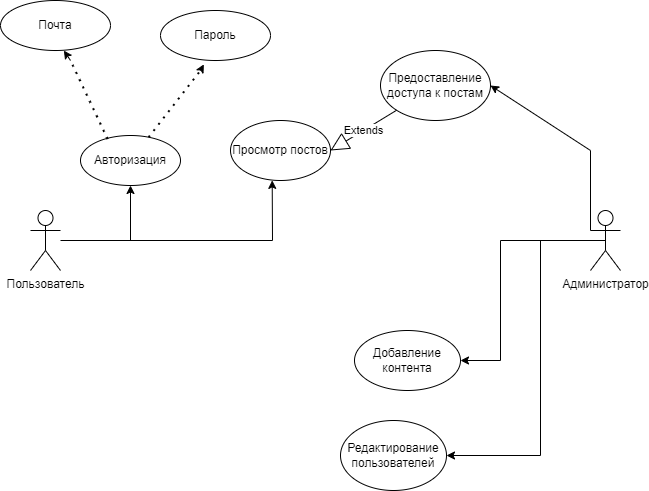 Почта
Пароль
Предоставление
доступа к постам
Extends
Просмотр постов
Авторизация
Пользователь
Администратор
Добавление
контента
Редактирование
пользователей